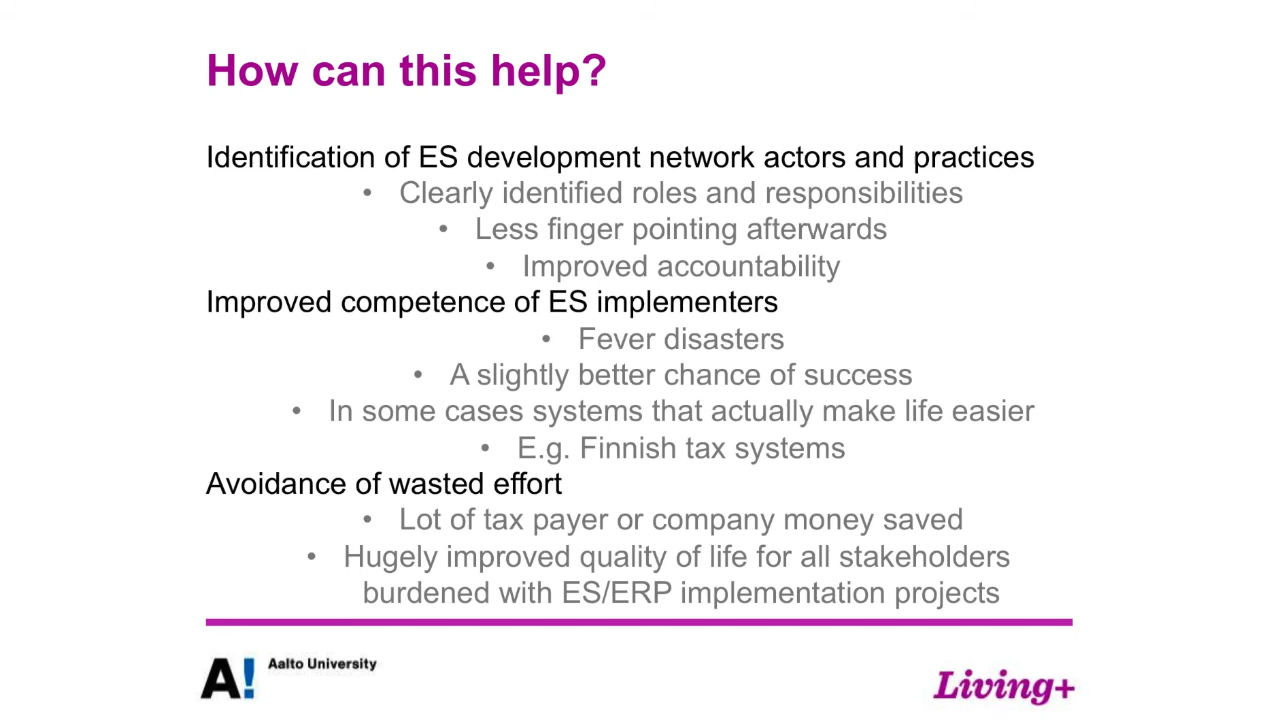 How can this help?
Identification of ES development network actors and practices
• Clearly identified roles and responsibilities
• Less finger pointing afterwards
• Improved accountability
Improved competence of ES implementers
• Fever disasters
• A slightly better chance of success
• In some cases systems that actually make life easier
• E.g. Finnish tax systems
Avoidance of wasted effort
• Lot of tax payer or company money saved
• Hugely improved quality of life for all stakeholders
burdened with ES/ERP implementation projects
A! Aalto University
Living+